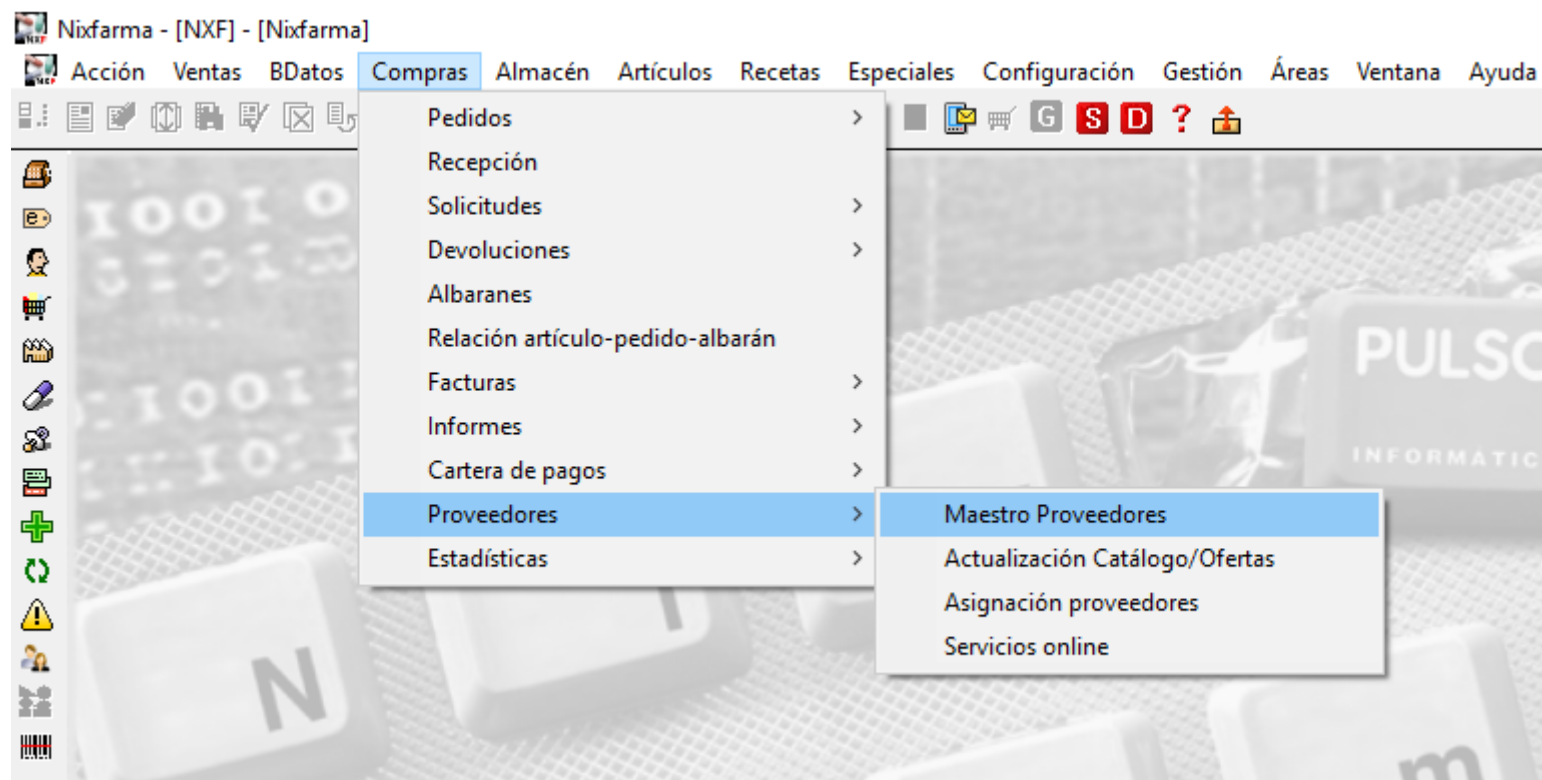 Nixfarma - [NXF] - [Nixfarma]
Acción Ventas BDatos Compras Almacén Artículos Recetas Especiales Configuración Gestión Áreas Ventana Ayuda
G S D ?
Pedidos
Recepción
Solicitudes
Devoluciones
Albaranes
Relación artículo-pedido-albarán
Facturas
Informes
Cartera de pagos
Proveedores
Estadísticas
Maestro Proveedores
Actualización Catálogo/Ofertas
Asignación proveedores
Servicios online
PULSO
INFORMATIC
N
m